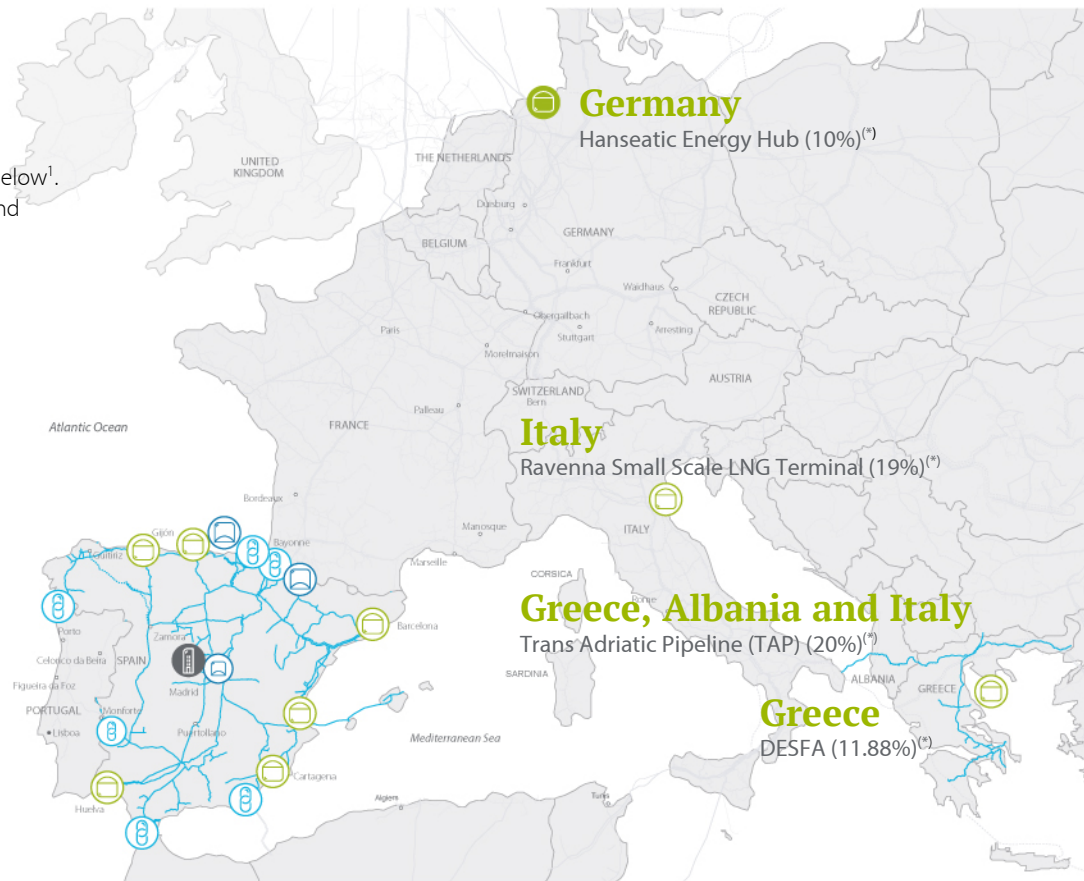 Germany
Hanseatic Energy Hub (10%)(*)
elow¹.
nd
UNITED
KINGDOM
THE NETHERLANDS
Duisburg
BELGIUM
GERMANY
Frankfurt
Waidhaus
CZECH
REPUBLIC
Obergailbach
Stuttgart
Arresting
Paris
Morelmaison
SWITZERLAND
Bern
AUSTRIA
Palleau
FRANCE
Atlantic Ocean
Italy
Ravenna Small Scale LNG Terminal (19%)(*)
Bordeaux
Manosque
ITALY
Gijón
Bayonne
Marseille
CORSICA
Rome
Greece, Albania and Italy
Trans Adriatic Pipeline (TAP) (20%)(*)
Barcelona
Porto
Zamora
Celorico da Beira
SPAIN
SARDINIA
ALBANIA
GREECE
Figueira da Foz
Madrid
PORTUGAL
Monforte
Lisboa
Puertollano
Mediterranean Sea
Greece
DESFA (11.88%)(*)
Cartagena
Huelva
Algiers
Tunis